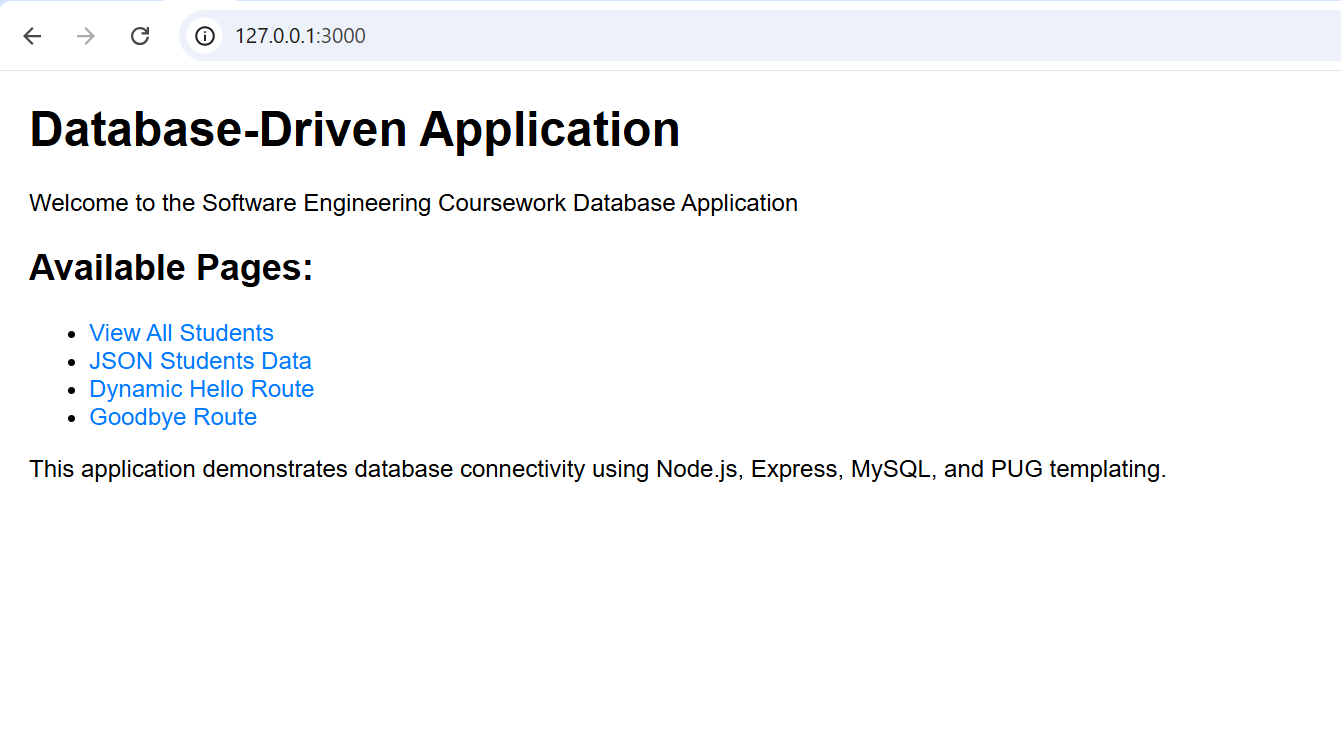 127.0.0.1:3000
Database-Driven Application
Welcome to the Software Engineering Coursework Database Application
Available Pages:
View All Students
JSON Students Data
Dynamic Hello Route
Goodbye Route
This application demonstrates database connectivity using Node.js, Express, MySQL, and PUG templating.